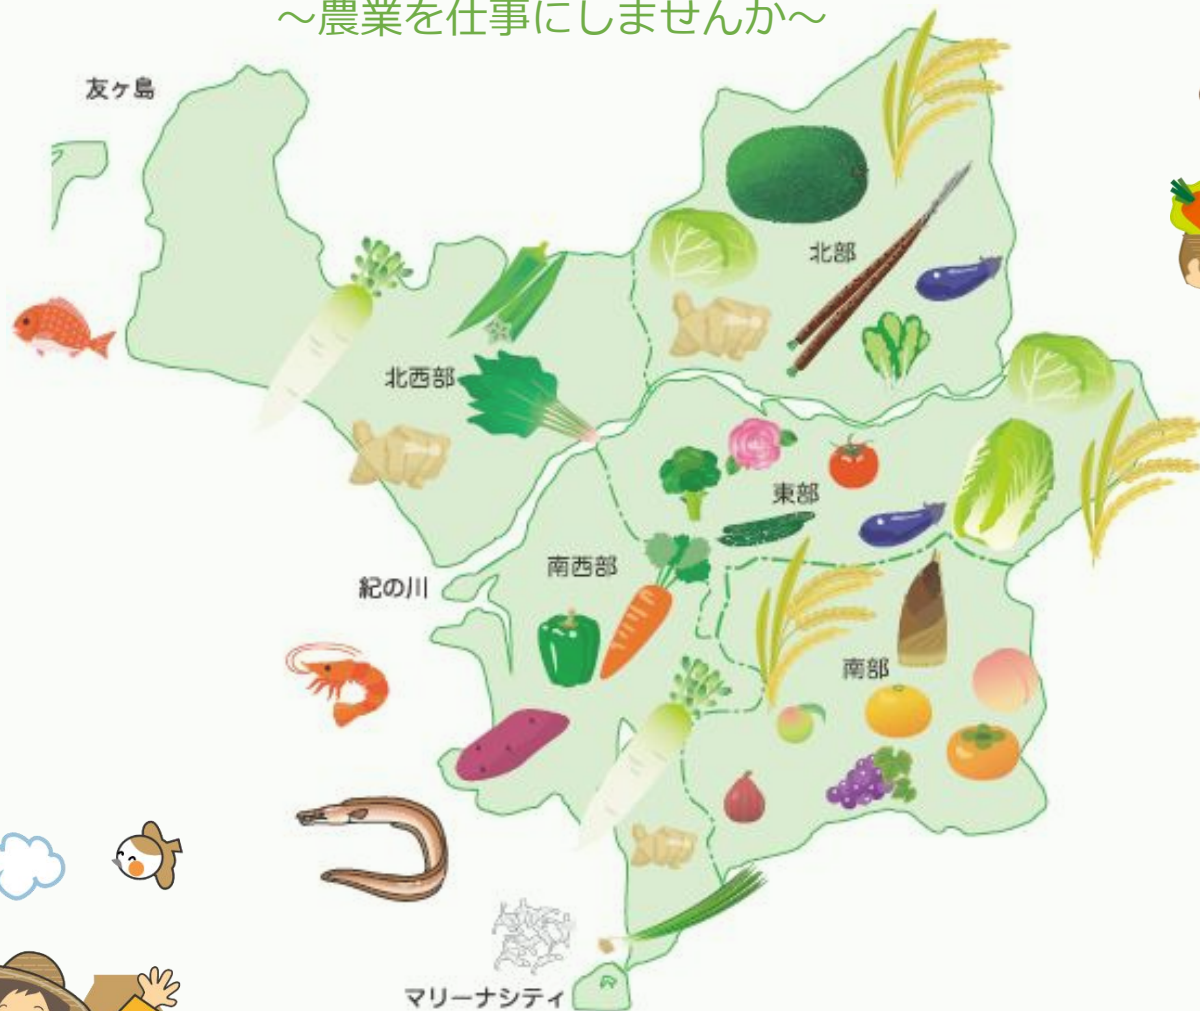 ～農業を仕事にしませんか～
友ヶ島
北部
北西部
東部
南西部
紀の川
南部
マリーナシティ